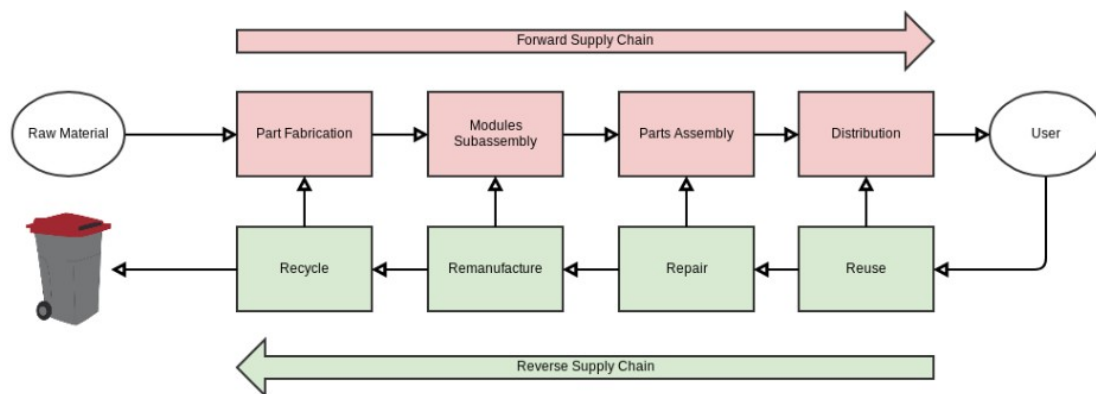 Forward Supply Chain
Raw Material
Part Fabrication
Modules
Subassembly
Parts Assembly
Distribution
User
Recycle
Remanufacture
Repair
Reuse
Reverse Supply Chain